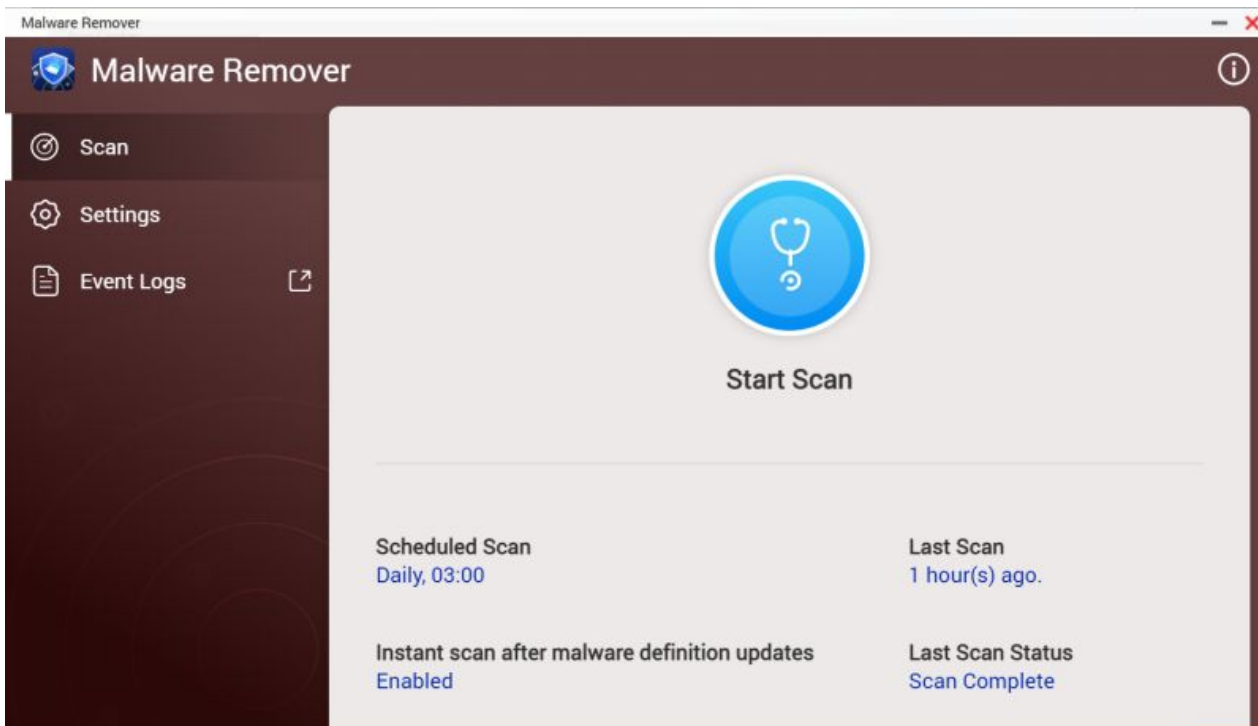 Malware Remover
Malware Remover
Scan
Settings
Event Logs
Start Scan
Scheduled Scan
Daily, 03:00
Last Scan
1 hour(s) ago.
Instant scan after malware definition updates
Enabled
Last Scan Status
Scan Complete